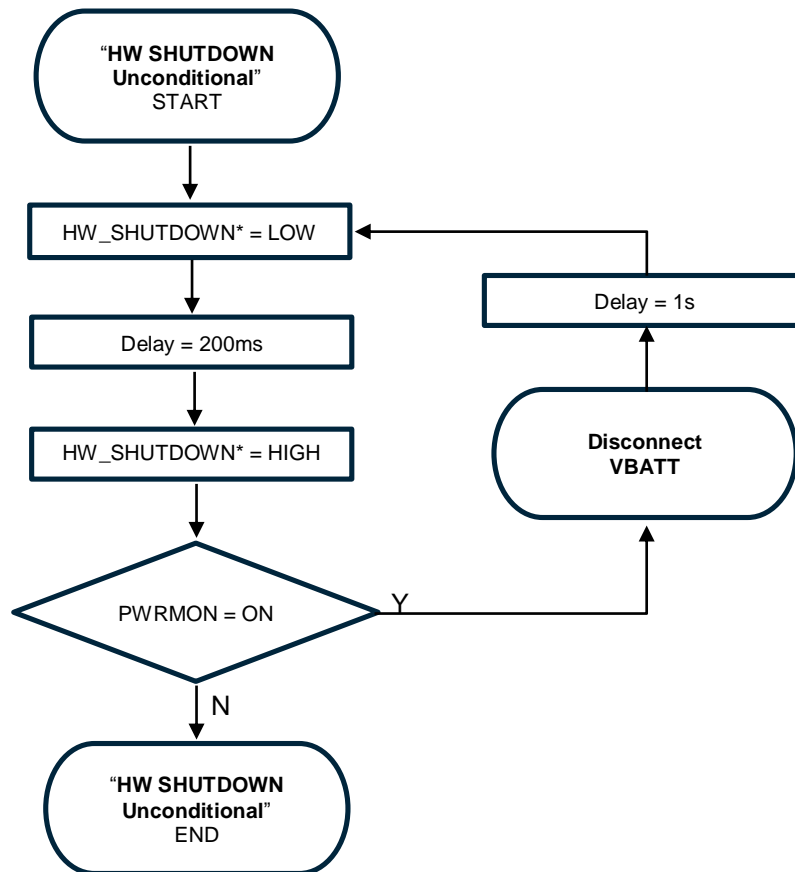 “HW SHUTDOWN
Unconditional”
START
HW_SHUTDOWN* = LOW
Delay = 1s
Delay = 200ms
Disconnect
VBATT
HW_SHUTDOWN* = HIGH
PWRMON = ON
Y
N
“HW SHUTDOWN
Unconditional”
END